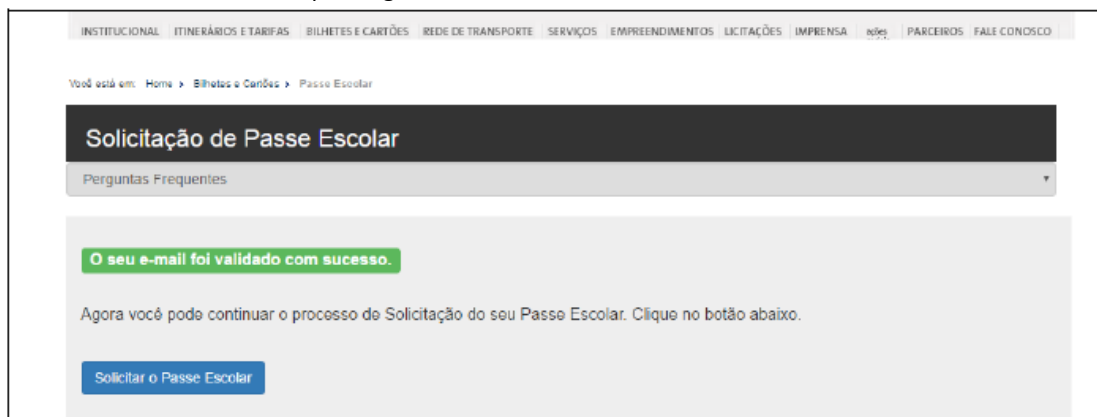 INSTITUCIONAL ITINERÁRIOS E TARIFAS BILHETES E CARTÕES REDE DE TRANSPORTE SERVIÇOS EMPREENDIMENTOS LICITAÇÕES IMPRENSA ações PARCEIROS FALE CONOSCO
Você está em: Home > Bilhetes e Cartões > Passe Escolar
Solicitação de Passe Escolar
Perguntas Frequentes
O seu e-mail foi validado com sucesso.
Agora você pode continuar o processo de Solicitação do seu Passe Escolar. Clique no botão abaixo.
Solicitar o Passe Escolar